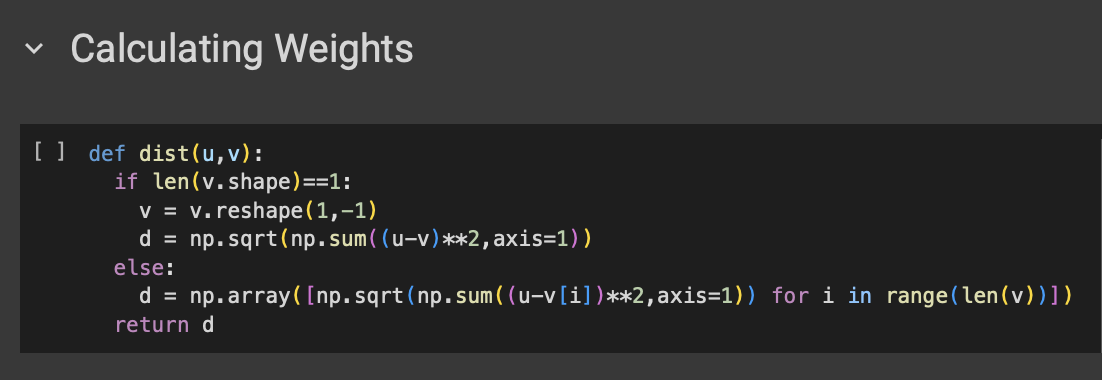 Calculating Weights
[ ] def dist(u,v):
  if len(v.shape)==1:
    v = v.reshape(1,-1)
    d = np.sqrt(np.sum((u-v)**2,axis=1))
  else:
    d = np.array([np.sqrt(np.sum((u-v[i])**2,axis=1)) for i in range(len(v))])
  return d